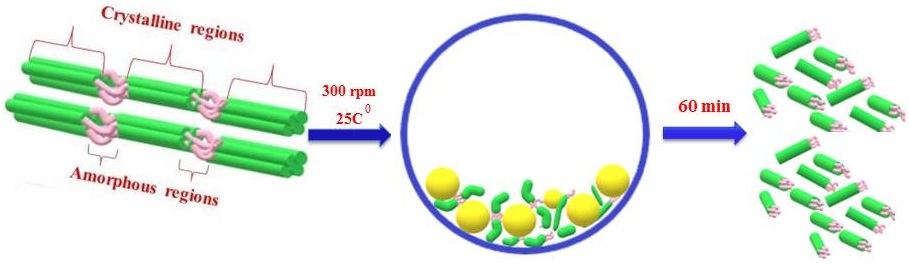 Crystalline regions
300 rpm
25C⁰
60 min
Amorphous regions